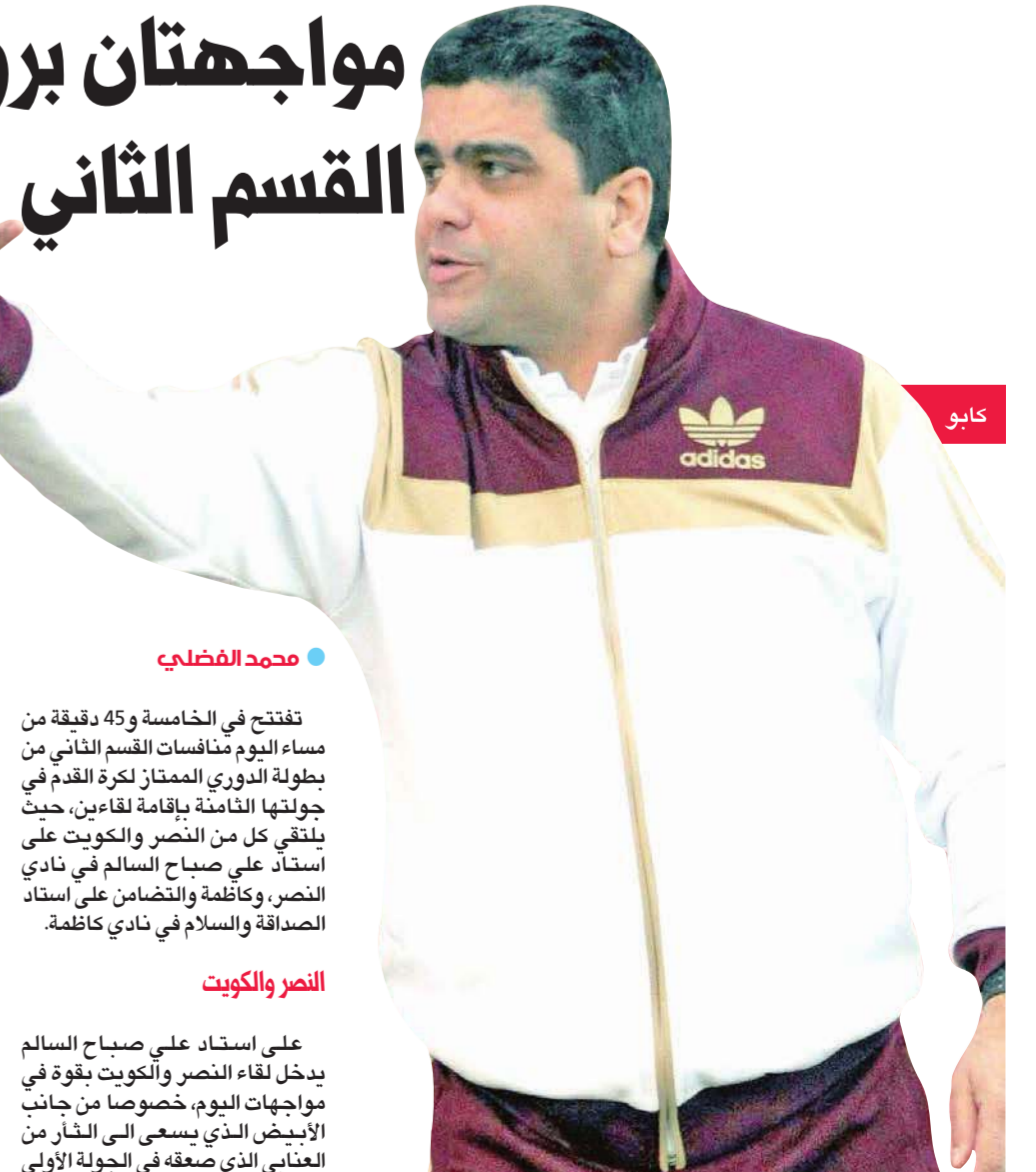 مواجهتان
القسم الثاني
كابو
adidas
محمد الفضلي
تفتتح في الخامسة و45 دقيقة من
مساء اليوم منافسات القسم الثاني من
بطولة الدوري الممتاز لكرة القدم في
جولتها الثامنة بإقامة لقاءين، حيث
يلتقي كل من النصر والكويت على
استاد علي صباح السالم في نادي
النصر، وكاظمة والتضامن على استاد
الصداقة والسلام في نادي كاظمة.
النصر والكويت
على استاد علي صباح السالم
يدخل لقاء النصر والكويت بقوة في
مواجهات اليوم، خصوصا من جانب
الأبيض الذي يسعى الى الثأر من
العنابي الذي صعقه في الجولة الأولى